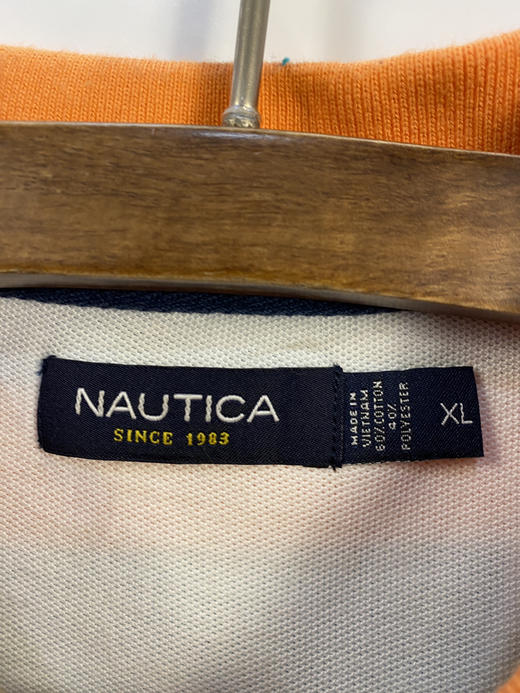 NAUTICA
SINCE 1983
MADE IN
VIETNAM
60% COTTON
40%
POLYESTER
XL